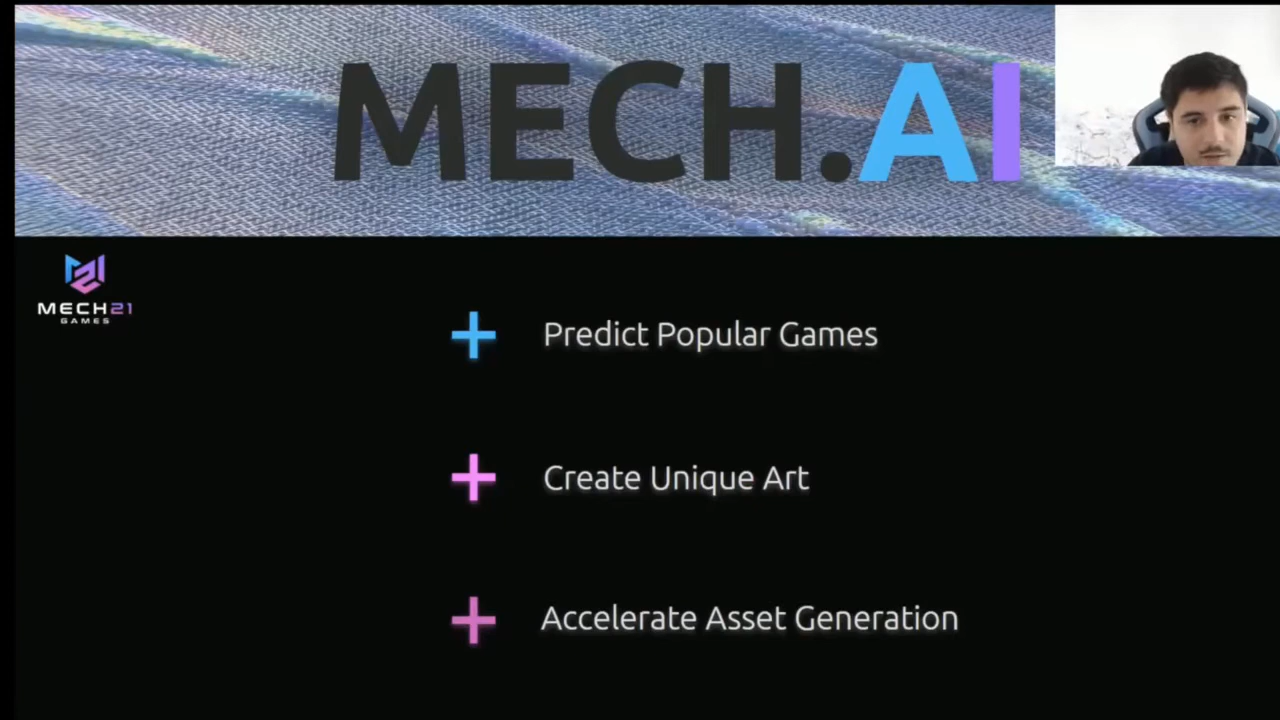 MECH.AI
MECH21
GAMES
Predict Popular Games
Create Unique Art
Accelerate Asset Generation